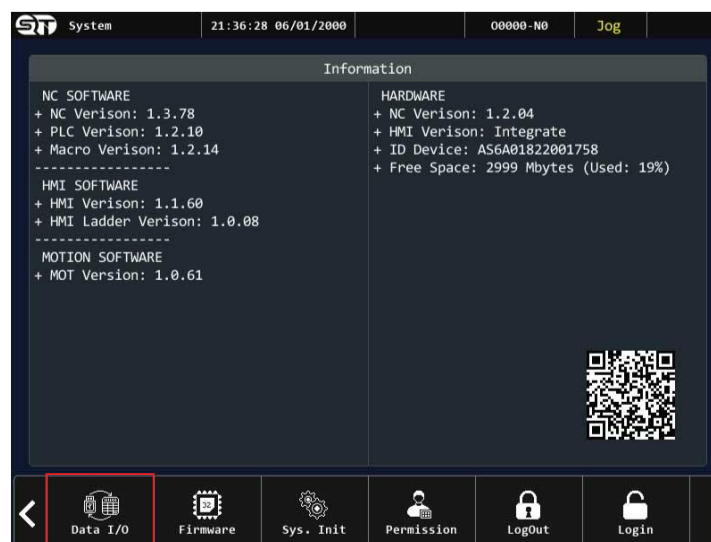 System 21:36:28 06/01/2000 O0000-N0 Jog
Information
NC SOFTWARE
+ NC Verison: 1.3.78
+ PLC Verison: 1.2.10
+ Macro Verison: 1.2.14
-----------------
HMI SOFTWARE
+ HMI Verison: 1.1.60
+ HMI Ladder Verison: 1.0.08
-----------------
MOTION SOFTWARE
+ MOT Version: 1.0.61
HARDWARE
+ NC Verison: 1.2.04
+ HMI Verison: Integrate
+ ID Device: AS6A01822001758
+ Free Space: 2999 Mbytes (Used: 19%)
Data I/O Firmware Sys. Init Permission LogOut Login